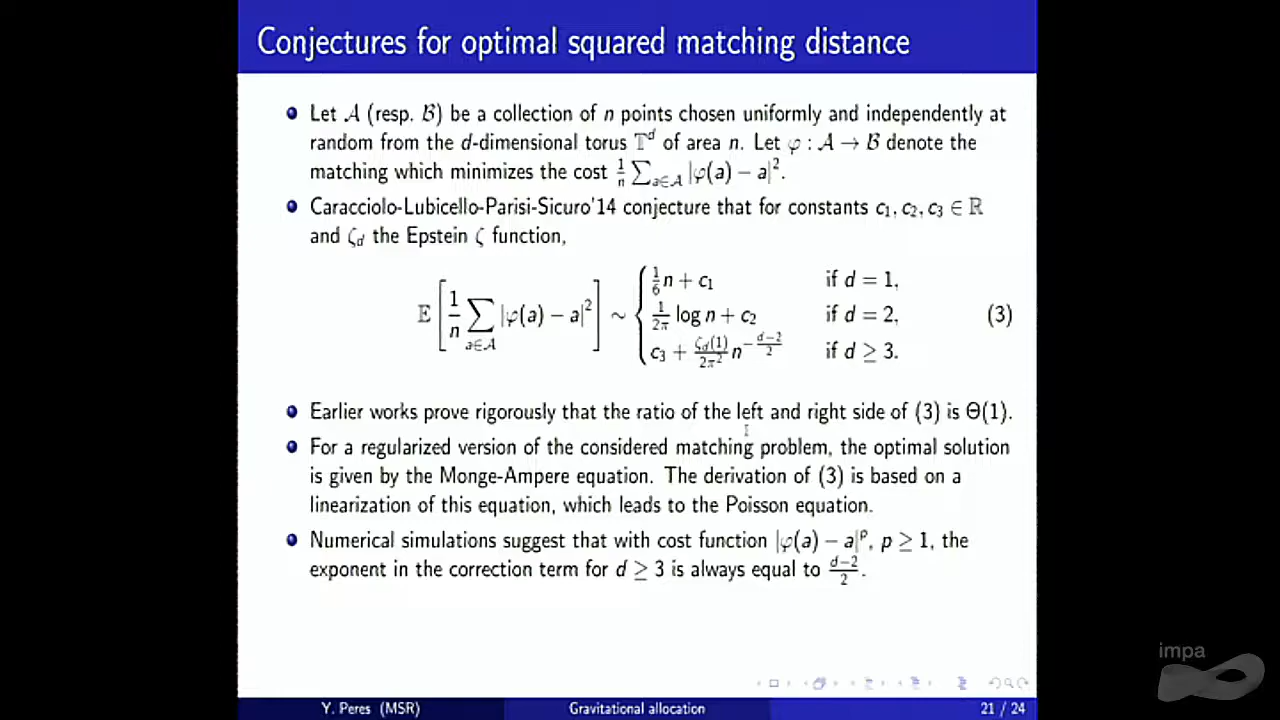 Conjectures for optimal squared matching distance
Let 𝒜 (resp. ℬ) be a collection of n points chosen uniformly and independently at
random from the d-dimensional torus 𝕋^d of area n. Let φ : 𝒜 → ℬ denote the
matching which minimizes the cost 1/n ∑_{a∈𝒜} |φ(a) − a|².
Caracciolo-Lubicello-Parisi-Sicuro'14 conjecture that for constants c₁, c₂, c₃ ∈ ℝ
and ζ_d the Epstein ζ function,
𝔼[1/n ∑_{a∈𝒜} |φ(a) − a|²] ∼ { 1/6 n + c₁ if d = 1,
1/2π log n + c₂ if d = 2, (3)
c₃ + ζ_d(1)/2π² n^{−(d−2)/2} if d ≥ 3.
Earlier works prove rigorously that the ratio of the left and right side of (3) is Θ(1).
For a regularized version of the considered matching problem, the optimal solution
is given by the Monge-Ampere equation. The derivation of (3) is based on a
linearization of this equation, which leads to the Poisson equation.
Numerical simulations suggest that with cost function |φ(a) − a|^p, p ≥ 1, the
exponent in the correction term for d ≥ 3 is always equal to (d−2)/2.
impa
Y. Peres (MSR) Gravitational allocation 21 / 24